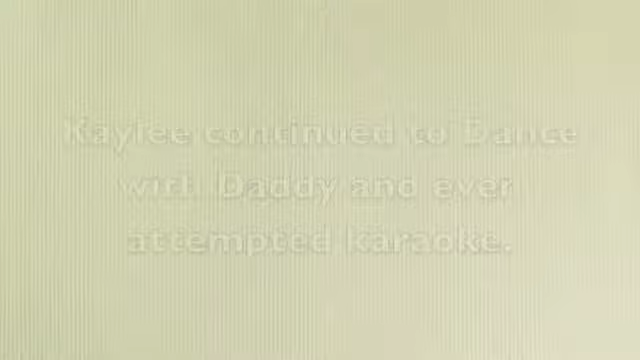 Kaylee continued to Dance
with Daddy and even
attempted karaoke.